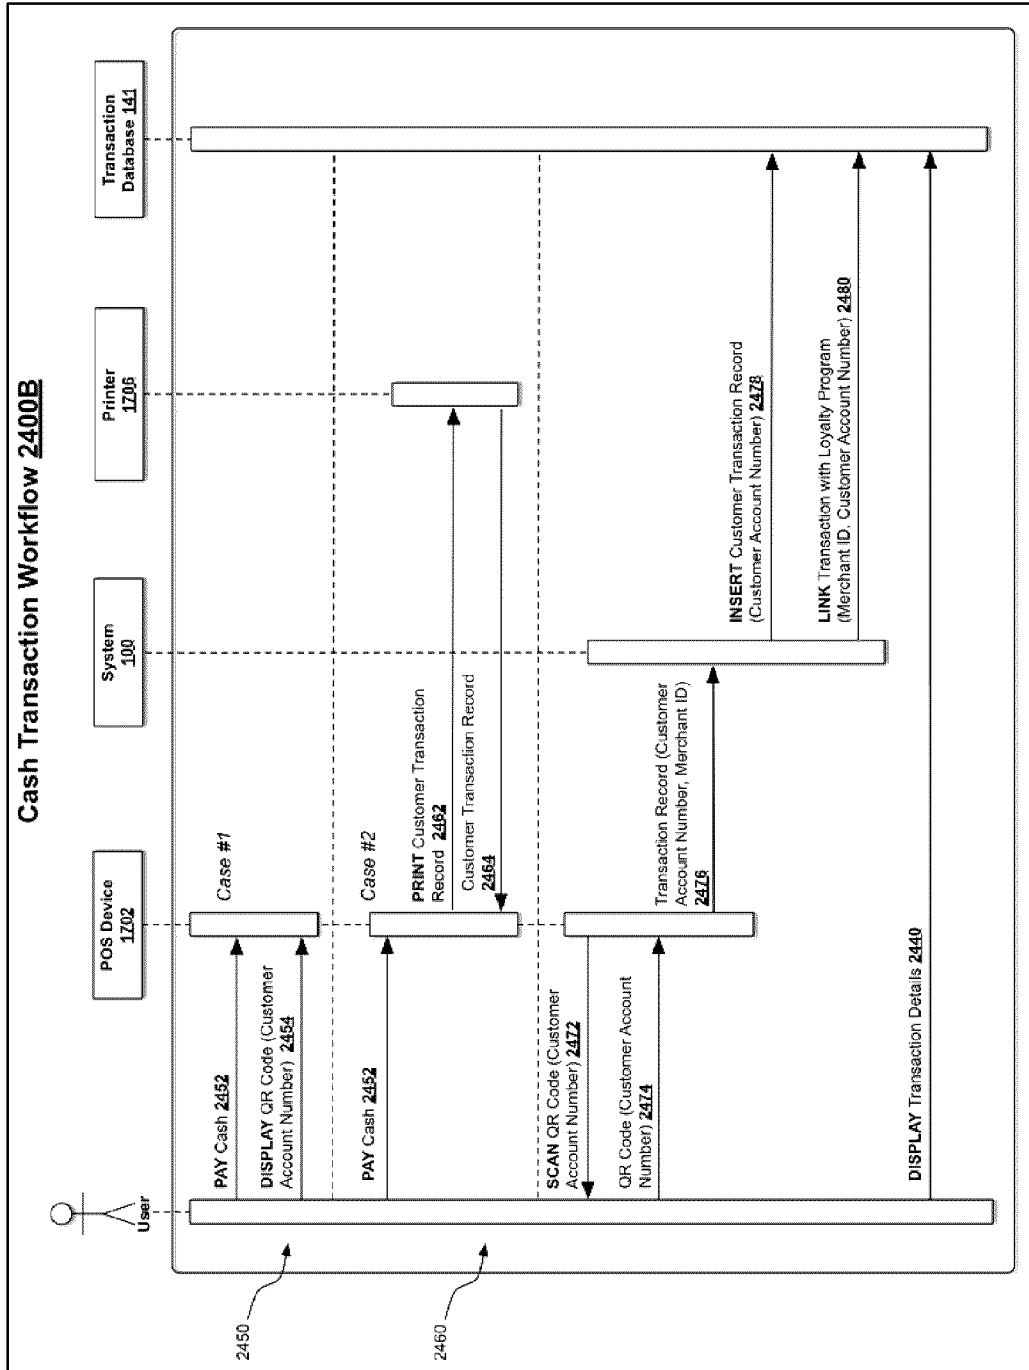 Cash Transaction Workflow 2400B
User
POS Device
1702
System
100
Printer
1706
Transaction
Database 141
2450
PAY Cash 2452
Case #1
DISPLAY QR Code (Customer
Account Number) 2454
2460
PAY Cash 2452
Case #2
PRINT Customer Transaction
Record 2462
Customer Transaction Record
2464
SCAN QR Code (Customer
Account Number) 2472
QR Code (Customer Account
Number) 2474
Transaction Record (Customer
Account Number, Merchant ID)
2476
INSERT Customer Transaction Record
(Customer Account Number) 2478
LINK Transaction with Loyalty Program
(Merchant ID, Customer Account Number) 2480
DISPLAY Transaction Details 2440